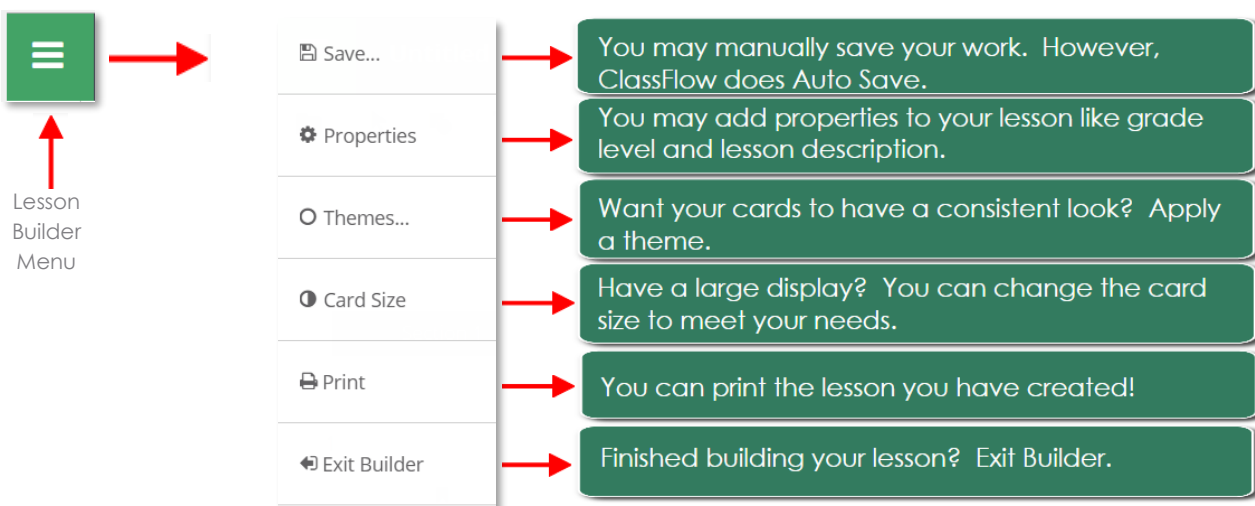 Save...
You may manually save your work.  However,
ClassFlow does Auto Save.
Properties
You may add properties to your lesson like grade
level and lesson description.
Lesson
Builder
Menu
Themes...
Want your cards to have a consistent look?  Apply
a theme.
Card Size
Have a large display?  You can change the card
size to meet your needs.
Print
You can print the lesson you have created!
Exit Builder
Finished building your lesson?  Exit Builder.